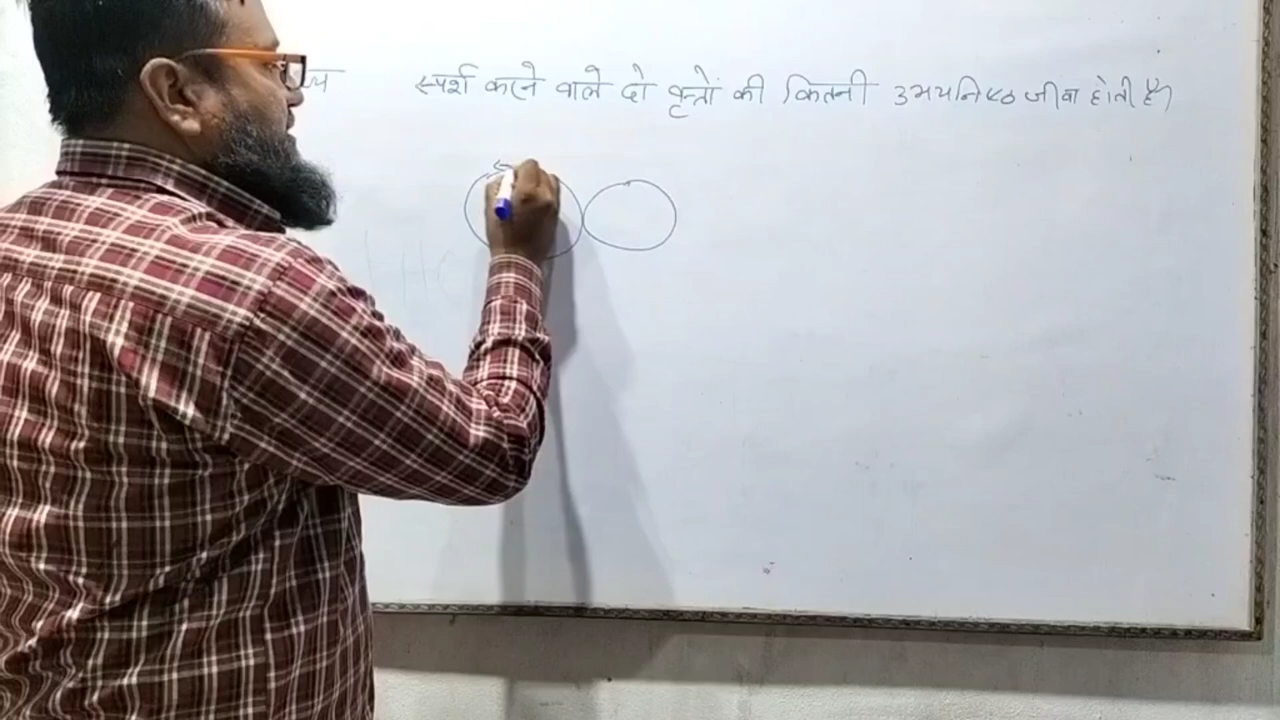 स्पर्श करने वाले दो वृत्तों की कितनी उभयनिष्ठ जीवा होती है